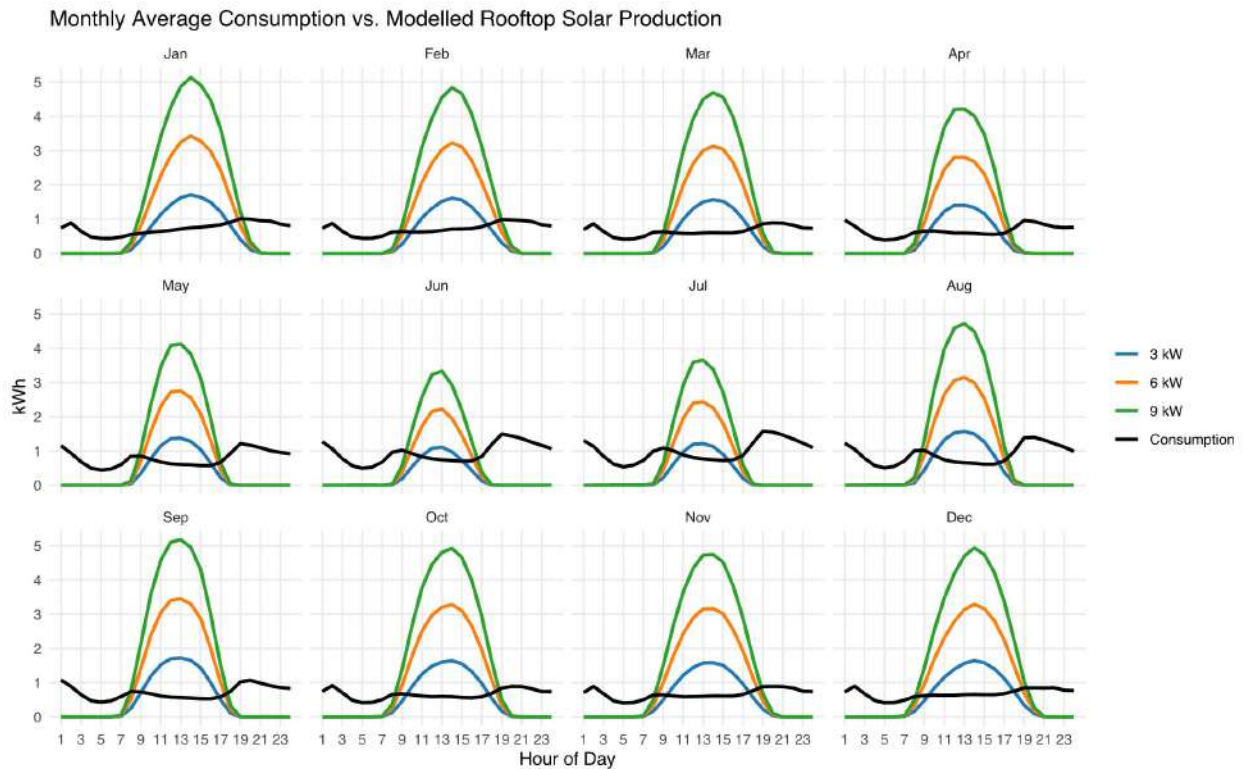 Monthly Average Consumption vs. Modelled Rooftop Solar Production
Jan Feb Mar Apr
5
4
3
2
1
0
May Jun Jul Aug
5
4
3
2
1
0
Sep Oct Nov Dec
5
4
3
2
1
0
1 3 5 7 9 11 13 15 17 19 21 23 1 3 5 7 9 11 13 15 17 19 21 23 1 3 5 7 9 11 13 15 17 19 21 23 1 3 5 7 9 11 13 15 17 19 21 23
kWh
Hour of Day
3 kW
6 kW
9 kW
Consumption